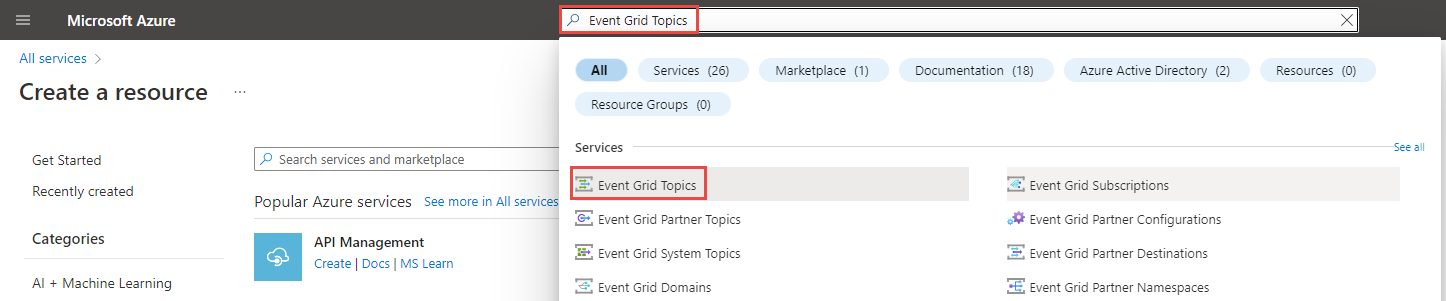 Microsoft Azure
Event Grid Topics
All services >
Create a resource ...
Get Started
Recently created
Categories
AI + Machine Learning
Search services and marketplace
Popular Azure services See more in All services
API Management
Create | Docs | MS Learn
All Services (26) Marketplace (1) Documentation (18) Azure Active Directory (2) Resources (0)
Resource Groups (0)
Services See all
Event Grid Topics Event Grid Subscriptions
Event Grid Partner Topics Event Grid Partner Configurations
Event Grid System Topics Event Grid Partner Destinations
Event Grid Domains Event Grid Partner Namespaces